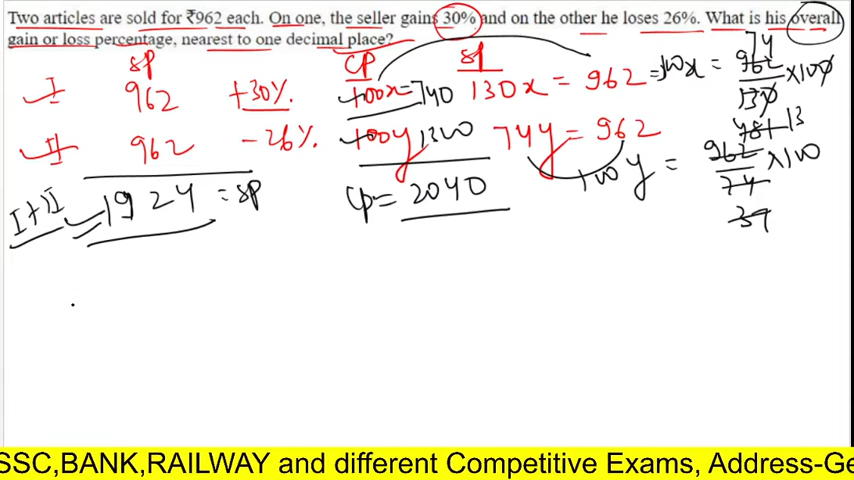 Two articles are sold for ₹962 each. On one, the seller gains 30% and on the other he loses 26%. What is his overall
gain or loss percentage, nearest to one decimal place?
SP CP SP
I 962 +30% 100x=740 130x = 962 ⇒100x = 962/130 ×100 74
II 962 -26% 100y 1300 74y = 962 100y = 962/74 ×100 481 13
37
I+II 1924 = SP CP = 2040
SSC,BANK,RAILWAY and different Competitive Exams, Address-Ge